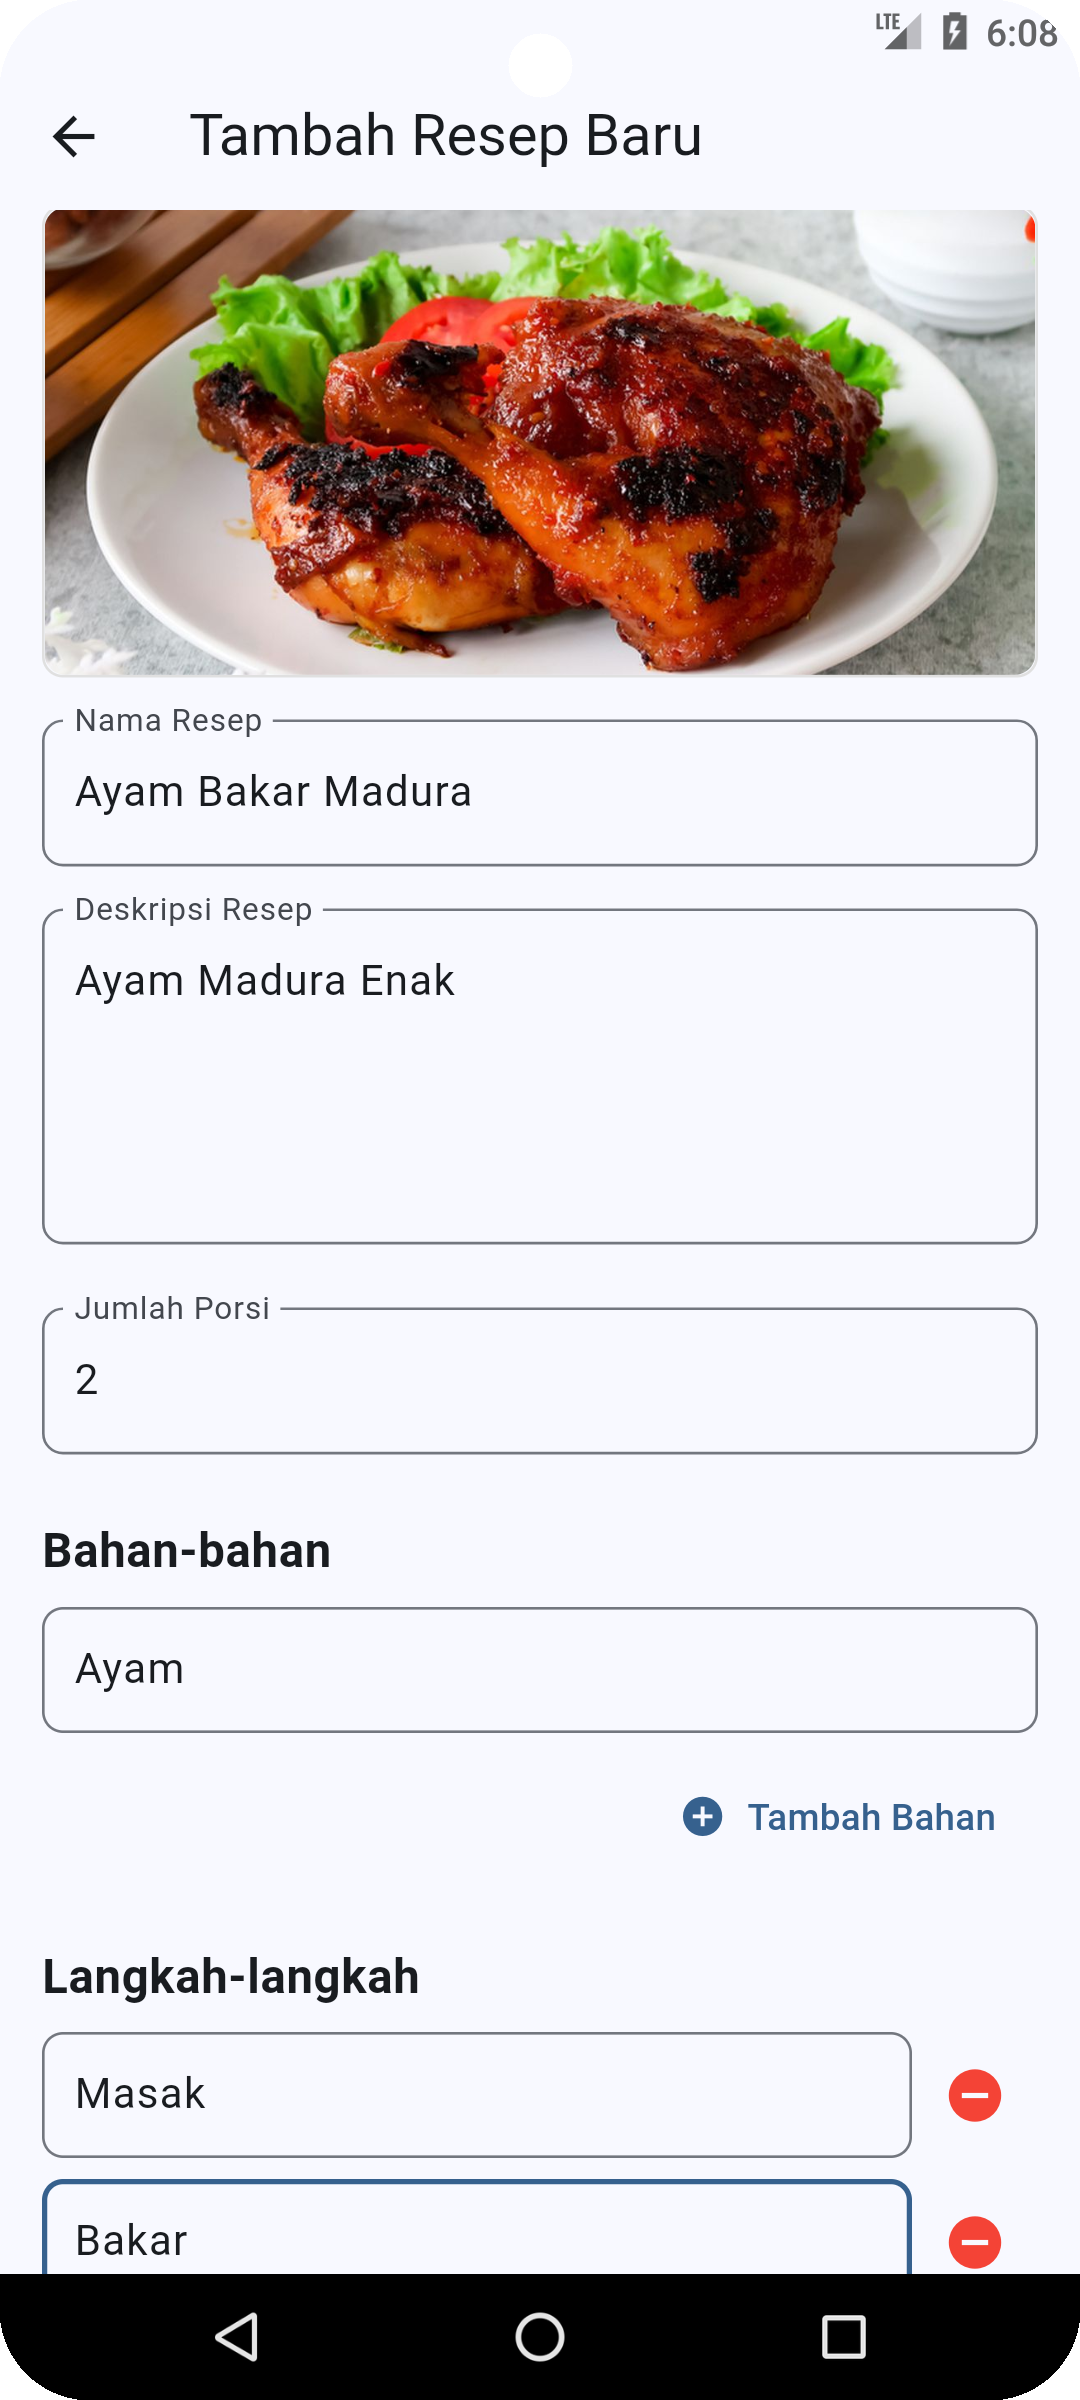 LTE 6:08
Tambah Resep Baru
Nama Resep
Ayam Bakar Madura
Deskripsi Resep
Ayam Madura Enak
Jumlah Porsi
2
Bahan-bahan
Ayam
Tambah Bahan
Langkah-langkah
Masak
Bakar